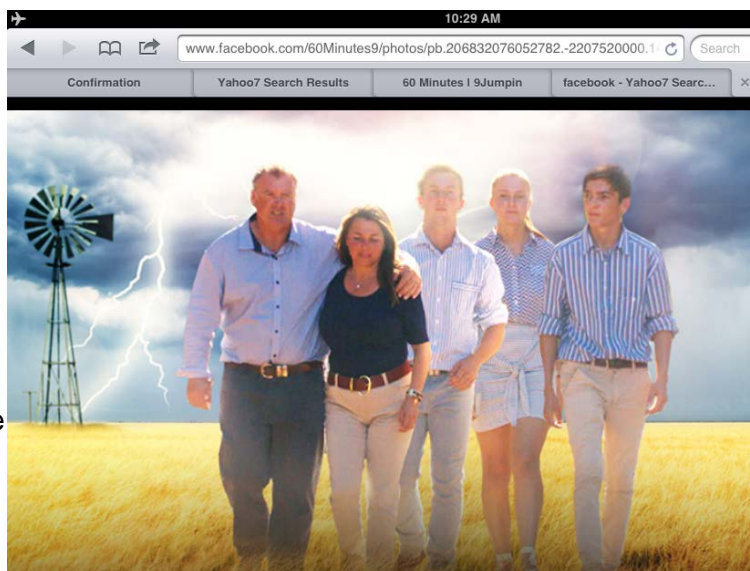 10:29 AM
www.facebook.com/60Minutes9/photos/pb.206832076052782.-2207520000.1
Search
Confirmation
Yahoo7 Search Results
60 Minutes | 9Jumpin
facebook - Yahoo7 Searc...
e